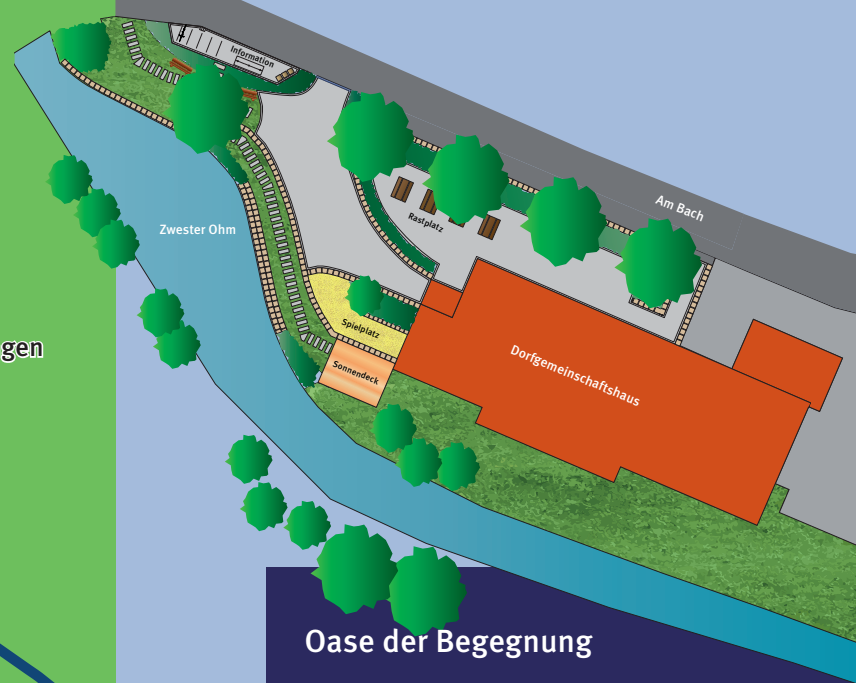 Information
Am Bach
Rastplatz
Zwester Ohm
Spielplatz
gen
Sonnendeck
Dorfgemeinschaftshaus
Oase der Begegnung